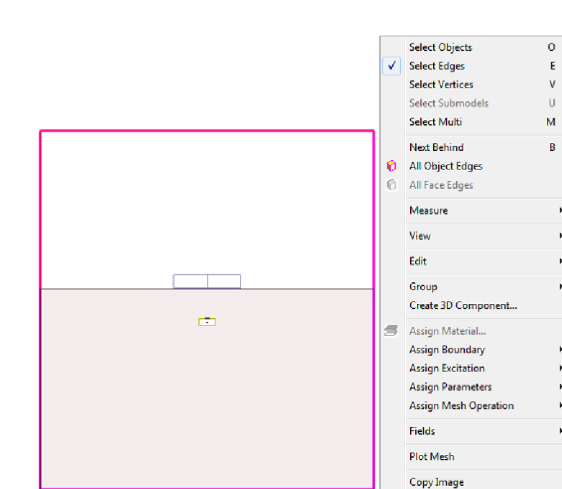 Select Objects O
Select Edges E
Select Vertices V
Select Submodels U
Select Multi M
Next Behind B
All Object Edges
All Face Edges
Measure
View
Edit
Group
Create 3D Component...
Assign Material...
Assign Boundary
Assign Excitation
Assign Parameters
Assign Mesh Operation
Fields
Plot Mesh
Copy Image